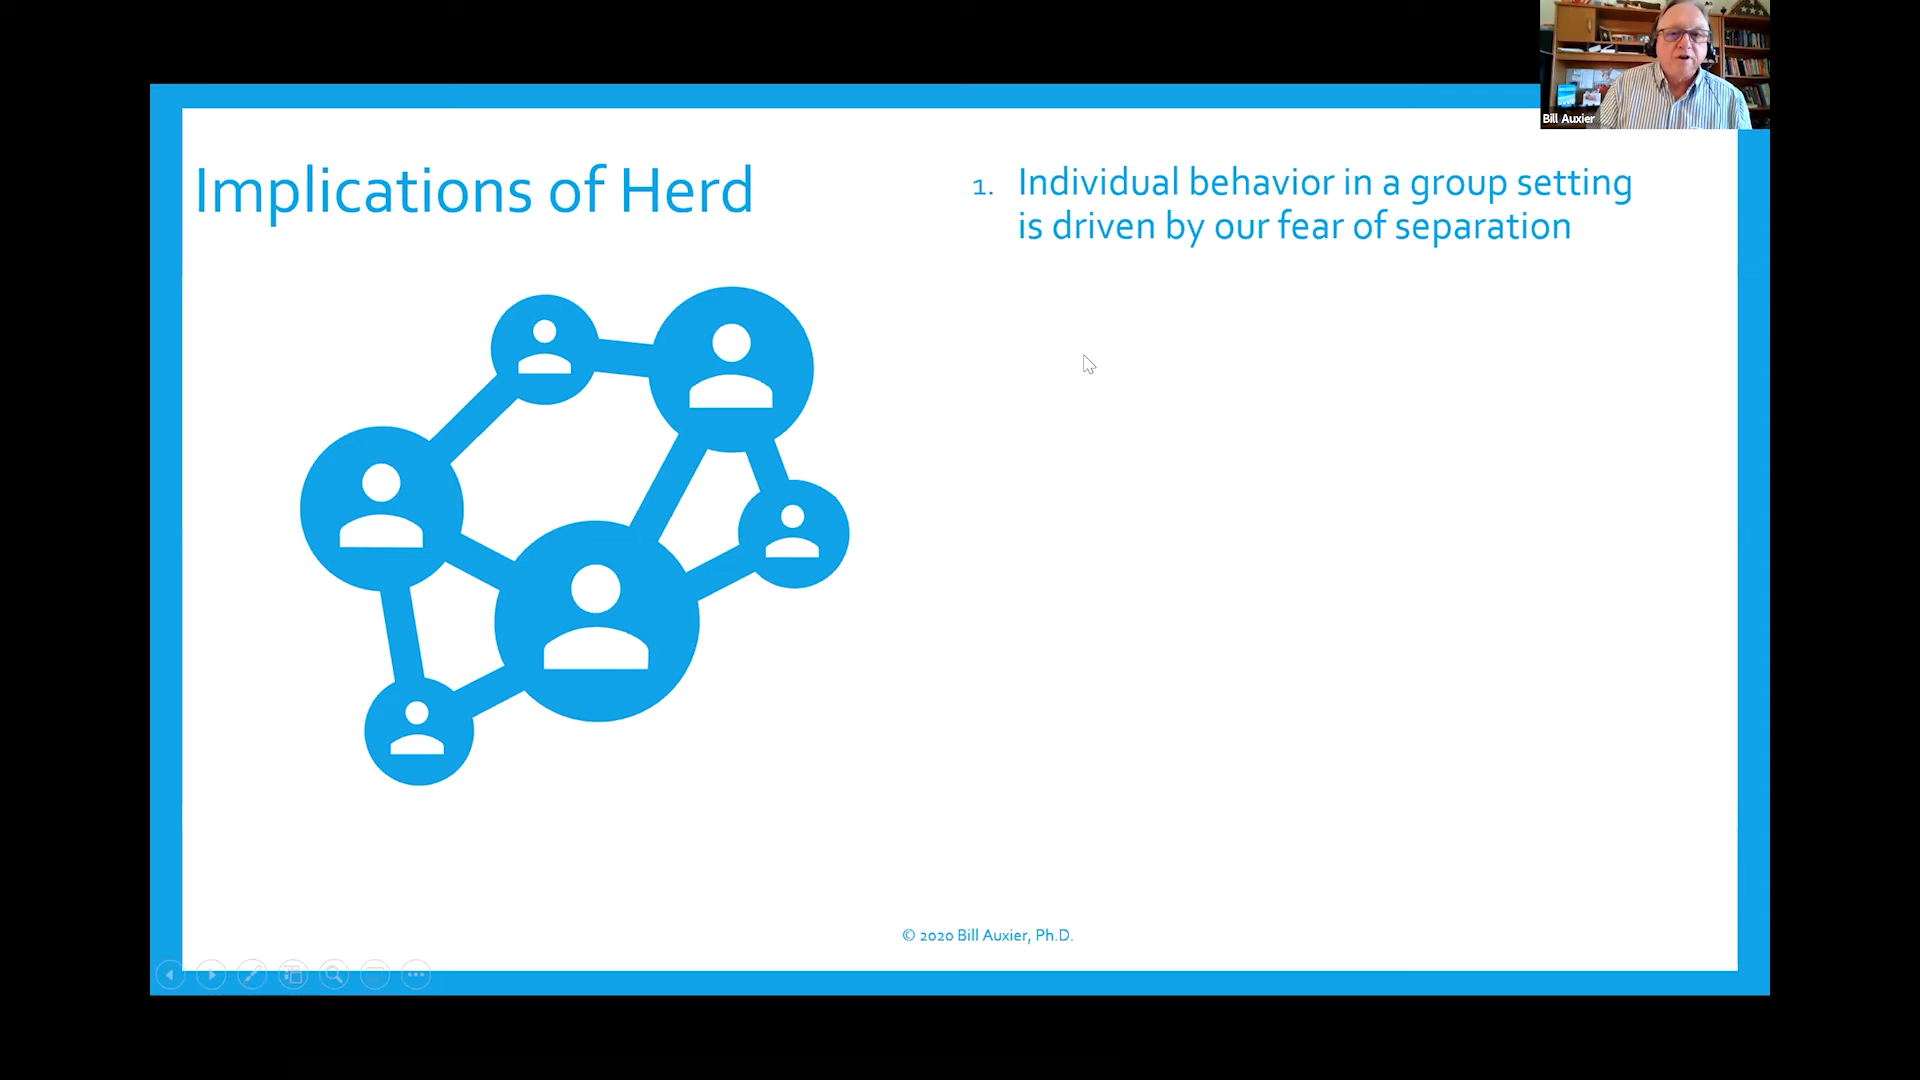 Bill Auxier
Implications of Herd
1. Individual behavior in a group setting
is driven by our fear of separation
© 2020 Bill Auxier, Ph.D.